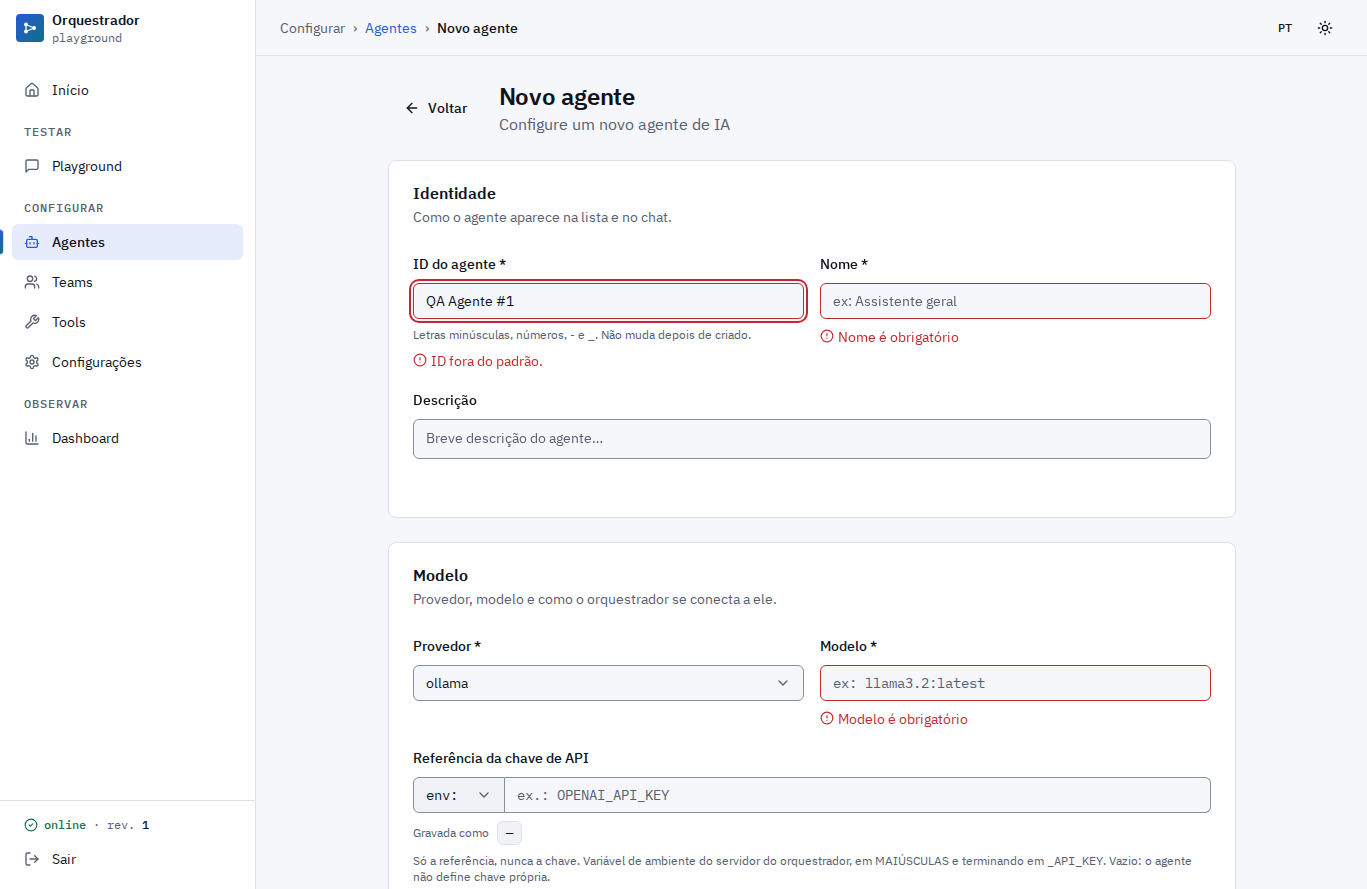 Orquestrador
playground
Início
TESTAR
Playground
CONFIGURAR
Agentes
Teams
Tools
Configurações
OBSERVAR
Dashboard
online · rev. 1
Sair
Configurar › Agentes › Novo agente
PT
Voltar
Novo agente
Configure um novo agente de IA
Identidade
Como o agente aparece na lista e no chat.
ID do agente *
QA Agente #1
Letras minúsculas, números, - e _. Não muda depois de criado.
ID fora do padrão.
Nome *
ex: Assistente geral
Nome é obrigatório
Descrição
Breve descrição do agente...
Modelo
Provedor, modelo e como o orquestrador se conecta a ele.
Provedor *
ollama
Modelo *
ex: llama3.2:latest
Modelo é obrigatório
Referência da chave de API
env:
ex.: OPENAI_API_KEY
Gravada como —
Só a referência, nunca a chave. Variável de ambiente do servidor do orquestrador, em MAIÚSCULAS e terminando em _API_KEY. Vazio: o agente
não define chave própria.